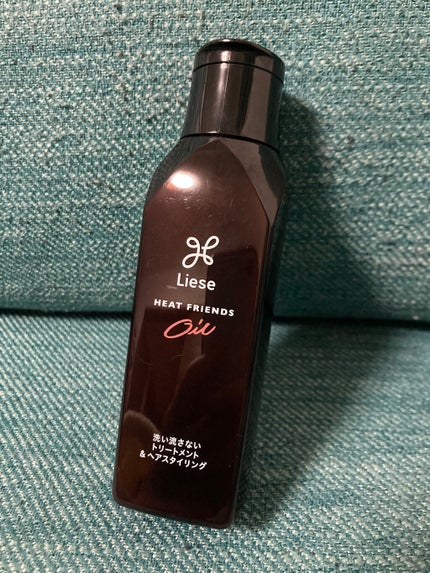 Liese
HEAT FRIENDS
Oil
洗い流さない
トリートメント
&ヘアスタイリング